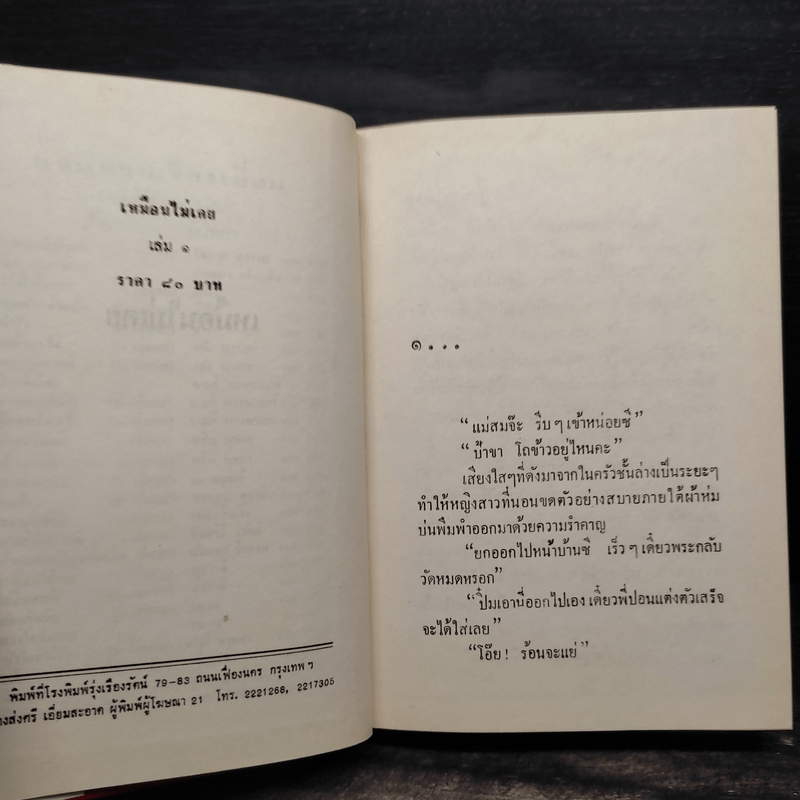 เหมือนไม่เคย
เล่ม ๑
ราคา ๘๐ บาท
พิมพ์ที่โรงพิมพ์รุ่งเรืองรัตน์ 79-83 ถนนเฟื่องนคร กรุงเทพฯ
ส่งศรี เอี่ยมสะอาด ผู้พิมพ์ผู้โฆษณา 21 โทร. 2221268, 2217305
๑...
“แม่สมจ๊ะ รีบๆเข้าหน่อยซี”
“ป้าขา โถข้าวอยู่ไหนคะ”
เสียงใสๆที่ดังมาจากในครัวชั้นล่างเป็นระยะๆ
ทำให้หญิงสาวที่นอนขดตัวอย่างสบายภายใต้ผ้าห่ม
บ่นพึมพำออกมาด้วยความรำคาญ
“ยกออกไปหน้าบ้านซิ เร็วๆเดี๋ยวพระกลับ
วัดหมดหรอก”
“ปิ๋มเอานี่ออกไปเอง เดี๋ยวพี่ปอนแต่งตัวเสร็จ
จะได้ใส่เลย”
“โอ๊ย! ร้อนจะแย่”